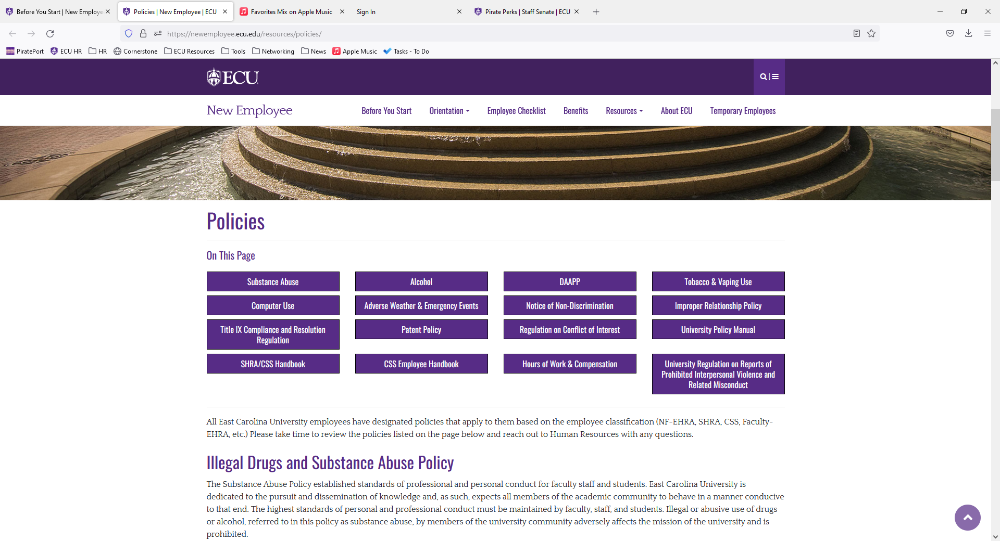 Before You Start | New Employe
Policies | New Employee | ECU
Favorites Mix on Apple Music
Sign In
Pirate Perks | Staff Senate | ECU
https://newemployee.ecu.edu/resources/policies/
PiratePort
ECU HR
HR
Cornerstone
ECU Resources
Tools
Networking
News
Apple Music
Tasks - To Do
ECU
New Employee
Before You Start
Orientation
Employee Checklist
Benefits
Resources
About ECU
Temporary Employees
Policies
On This Page
Substance Abuse
Alcohol
DAAPP
Tobacco & Vaping Use
Computer Use
Adverse Weather & Emergency Events
Notice of Non-Discrimination
Improper Relationship Policy
Title IX Compliance and Resolution
Regulation
Patent Policy
Regulation on Conflict of Interest
University Policy Manual
SHRA/CSS Handbook
CSS Employee Handbook
Hours of Work & Compensation
University Regulation on Reports of
Prohibited Interpersonal Violence and
Related Misconduct
All East Carolina University employees have designated policies that apply to them based on the employee classification (NF-EHRA, SHRA, CSS, Faculty-
EHRA, etc.) Please take time to review the policies listed on the page below and reach out to Human Resources with any questions.
Illegal Drugs and Substance Abuse Policy
The Substance Abuse Policy established standards of professional and personal conduct for faculty staff and students. East Carolina University is
dedicated to the pursuit and dissemination of knowledge and, as such, expects all members of the academic community to behave in a manner conducive
to that end. The highest standards of personal and professional conduct must be maintained by faculty, staff, and students. Illegal or abusive use of drugs
or alcohol, referred to in this policy as substance abuse, by members of the university community adversely affects the mission of the university and is
prohibited.